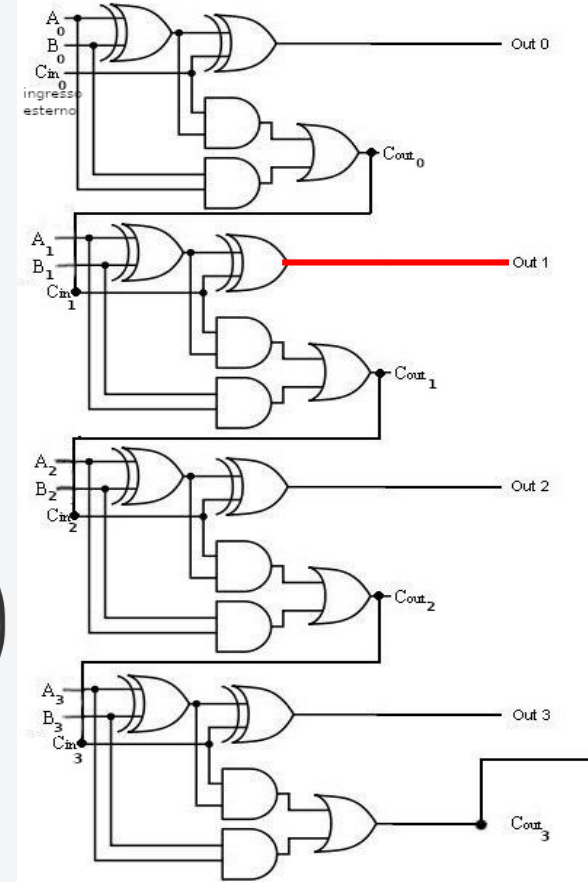 A0
B0
Out 0
Cin0
ingresso
esterno
Cout0
A1
B1
Out 1
Cin1
Cout1
A2
B2
Out 2
Cin2
Cout2
A3
B3
Out 3
Cin3
Cout3